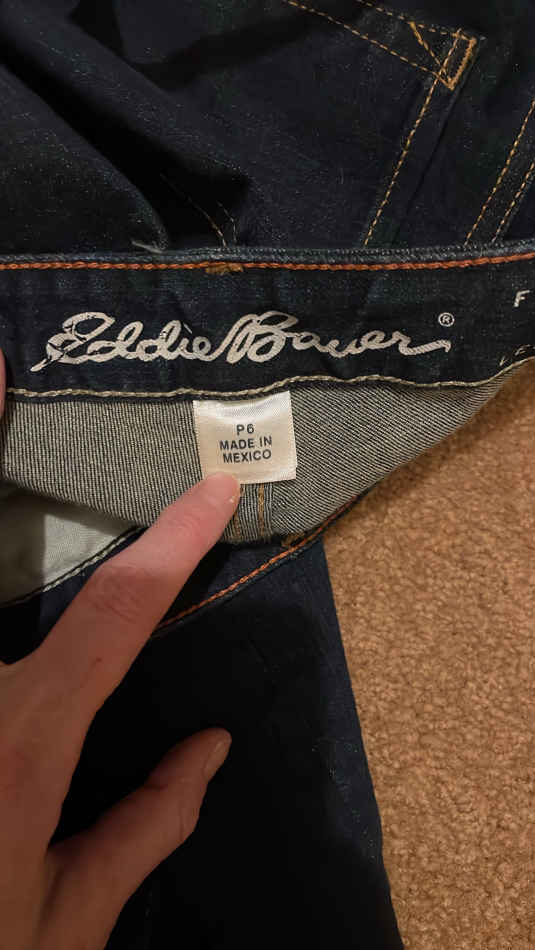 Eddie Bauer ®
F
P6
MADE IN
MEXICO